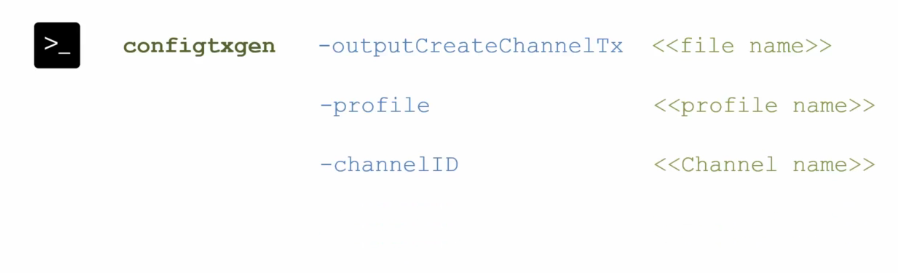 >_ configtxgen -outputCreateChannelTx <<file name>>
-profile <<profile name>>
-channelID <<Channel name>>